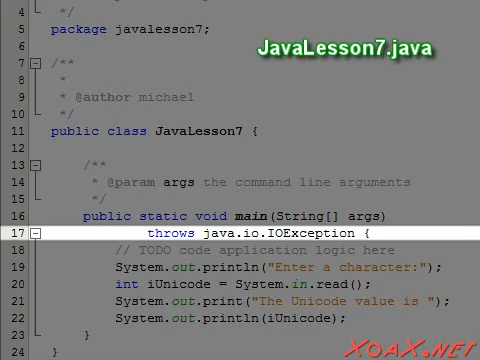 4 */
5 package javalesson7;
6
7 /**
8 *
9 * @author michael
10 */
11 public class JavaLesson7 {
12
13 /**
14 * @param args the command line arguments
15 */
16 public static void main(String[] args)
17 throws java.io.IOException {
18 // TODO code application logic here
19 System.out.println("Enter a character:");
20 int iUnicode = System.in.read();
21 System.out.print("The Unicode value is ");
22 System.out.println(iUnicode);
23 }
24 }
JavaLesson7.java
XOAX.NET